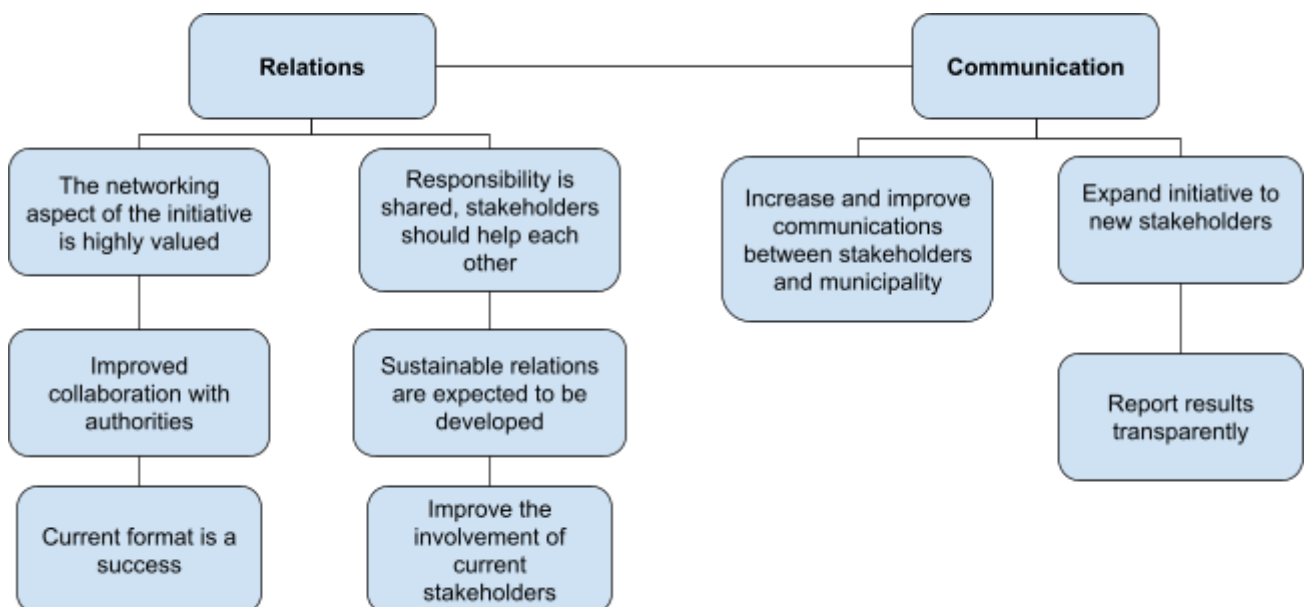 Relations
Communication
The networking
aspect of the initiative
is highly valued
Responsibility is
shared, stakeholders
should help each
other
Increase and improve
communications
between stakeholders
and municipality
Expand initiative to
new stakeholders
Improved
collaboration with
authorities
Sustainable relations
are expected to be
developed
Report results
transparently
Current format is a
success
Improve the
involvement of
current
stakeholders